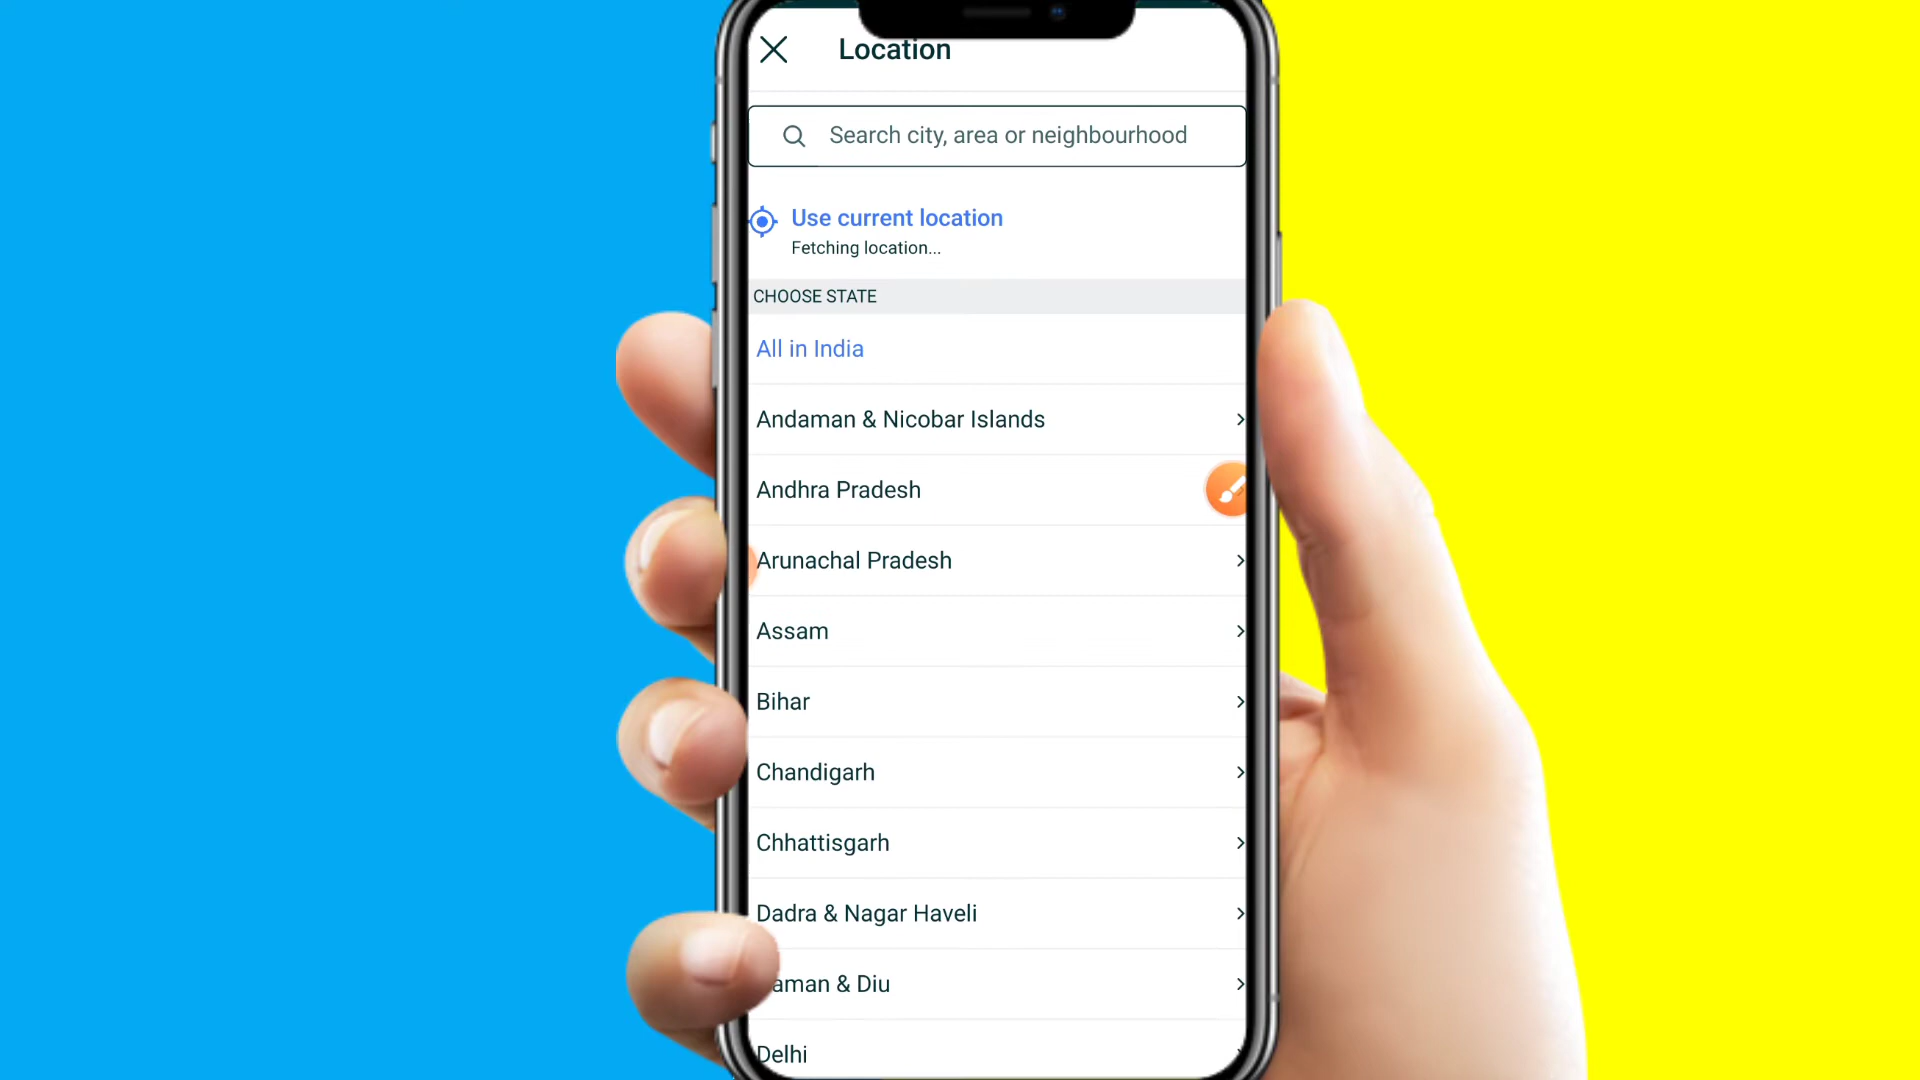 Location
Search city, area or neighbourhood
Use current location
Fetching location...
CHOOSE STATE
All in India
Andaman & Nicobar Islands
Andhra Pradesh
Arunachal Pradesh
Assam
Bihar
Chandigarh
Chhattisgarh
Dadra & Nagar Haveli
aman & Diu
Delhi